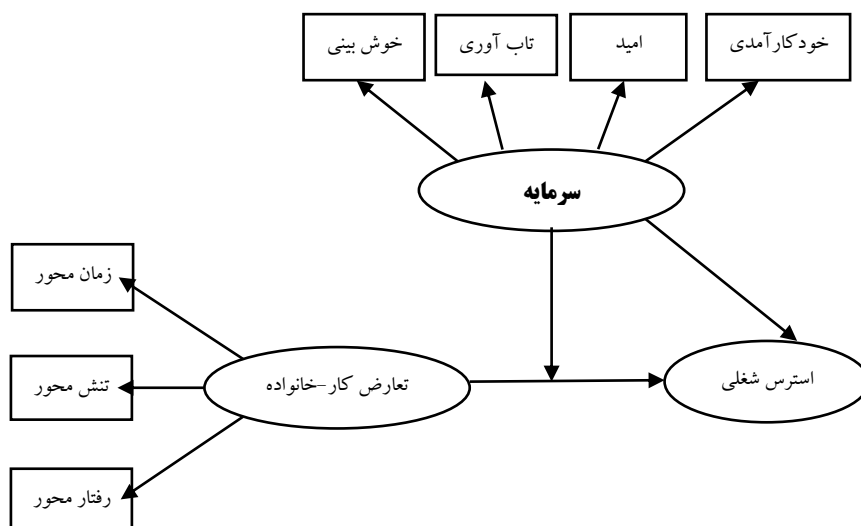 خودکارآمدی
امید
تاب آوری
خوش بینی
سرمایه
زمان محور
تنش محور
رفتار محور
تعارض کار-خانواده
استرس شغلی